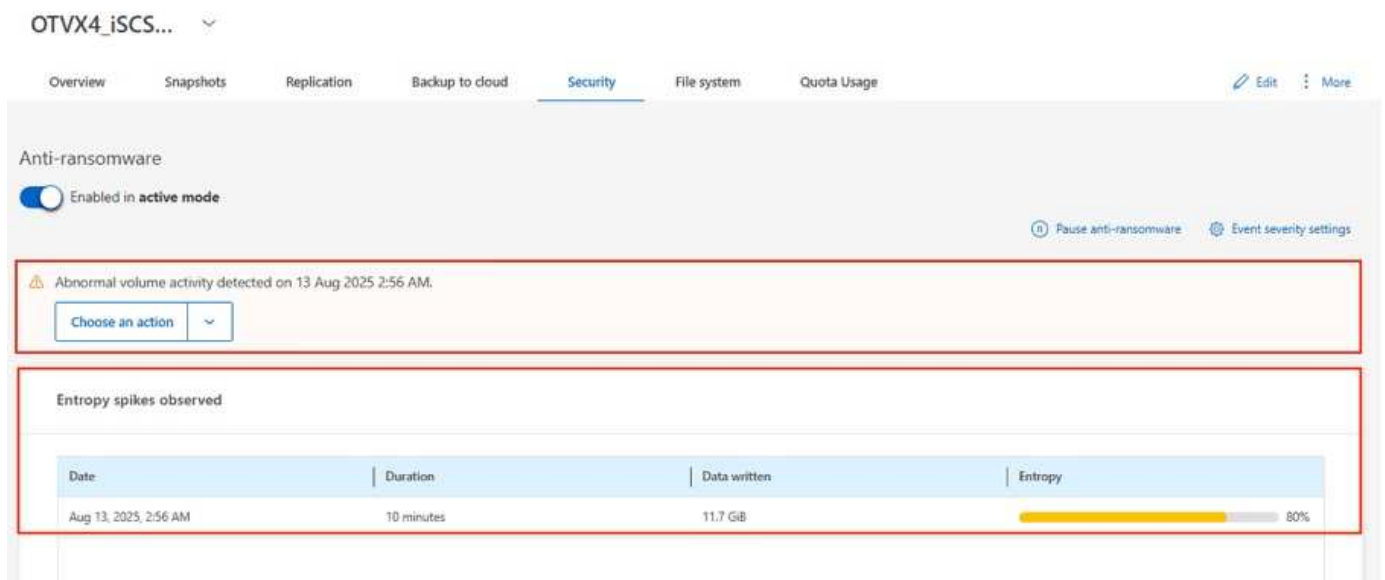 OTVX4_iSCS...
Overview Snapshots Replication Backup to cloud Security File system Quota Usage Edit More
Anti-ransomware
Enabled in active mode
Pause anti-ransomware Event severity settings
Abnormal volume activity detected on 13 Aug 2025 2:56 AM.
Choose an action
Entropy spikes observed
Date Duration Data written Entropy
Aug 13, 2025, 2:56 AM 10 minutes 11.7 GiB 80%